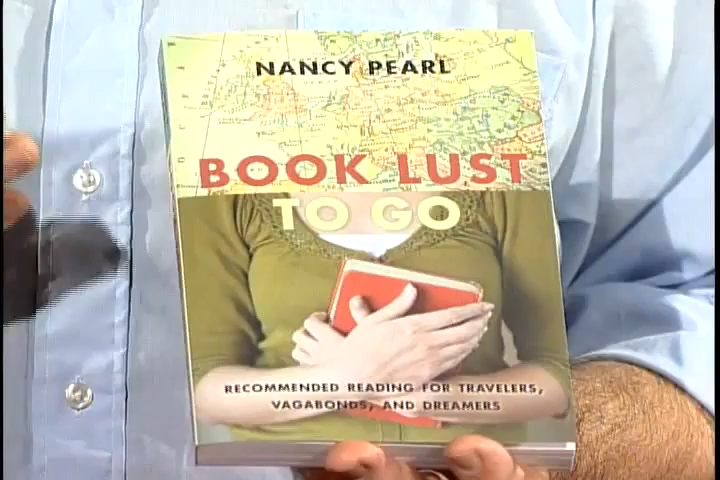 NANCY PEARL
BOOK LUST
TO GO
RECOMMENDED READING FOR TRAVELERS,
VAGABONDS, AND DREAMERS